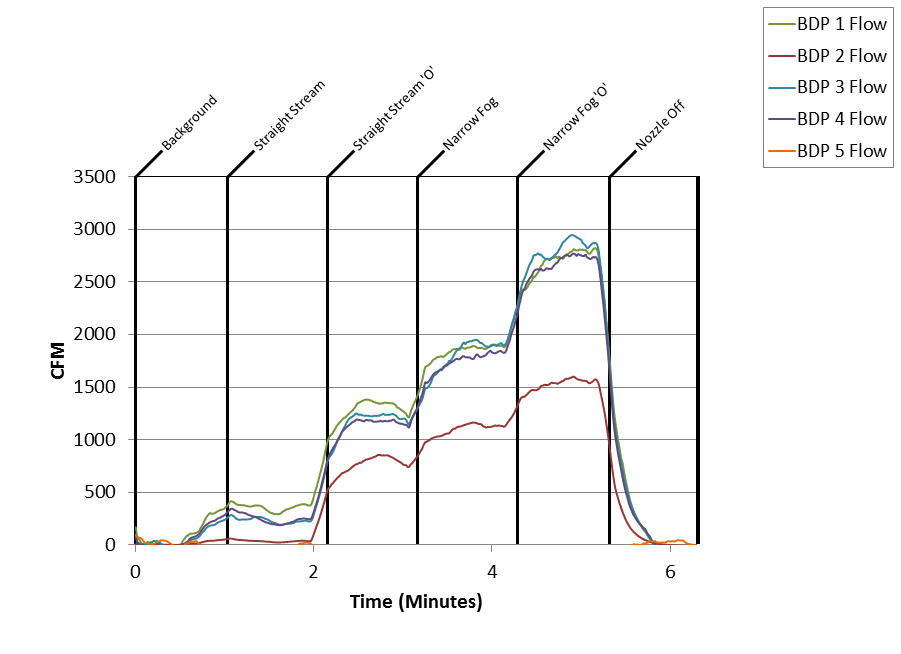 BDP 1 Flow
BDP 2 Flow
BDP 3 Flow
BDP 4 Flow
BDP 5 Flow
Background
Straight Stream
Straight Stream 'O'
Narrow Fog
Narrow Fog 'O'
Nozzle Off
3500
3000
2500
2000
1500
1000
500
0
CFM
0 2 4 6
Time (Minutes)